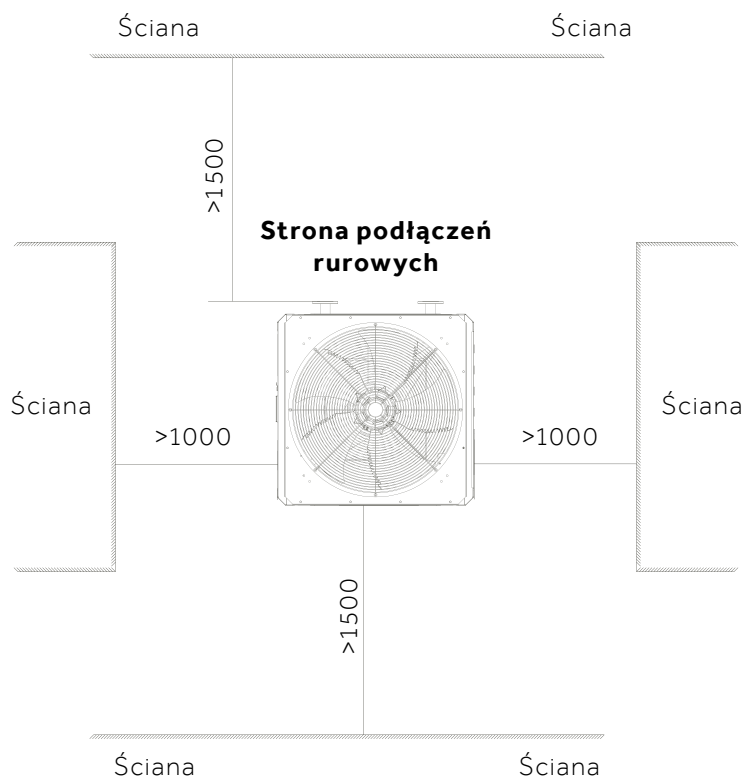 Ściana
Ściana
>1500
Strona podłączeń
rurowych
Ściana
>1000
>1000
Ściana
>1500
Ściana
Ściana